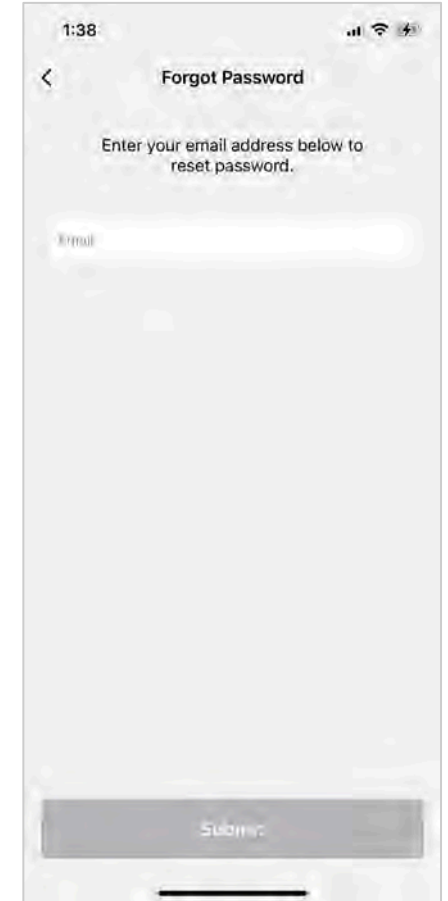 1:38
Forgot Password
Enter your email address below to
reset password.
Email
Submit